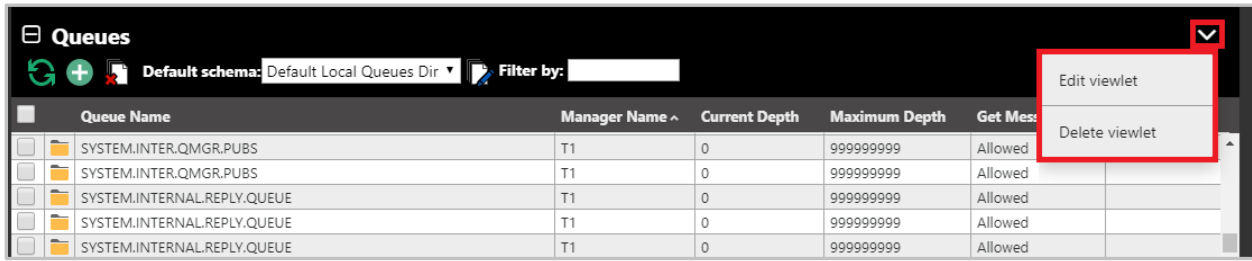 Queues
Default schema: Default Local Queues Dir Filter by:
Edit viewlet
Delete viewlet
Queue Name Manager Name Current Depth Maximum Depth Get Mess
SYSTEM.INTER.QMGR.PUBS T1 0 999999999 Allowed
SYSTEM.INTER.QMGR.PUBS T1 0 999999999 Allowed
SYSTEM.INTERNAL.REPLY.QUEUE T1 0 999999999 Allowed
SYSTEM.INTERNAL.REPLY.QUEUE T1 0 999999999 Allowed
SYSTEM.INTERNAL.REPLY.QUEUE T1 0 999999999 Allowed